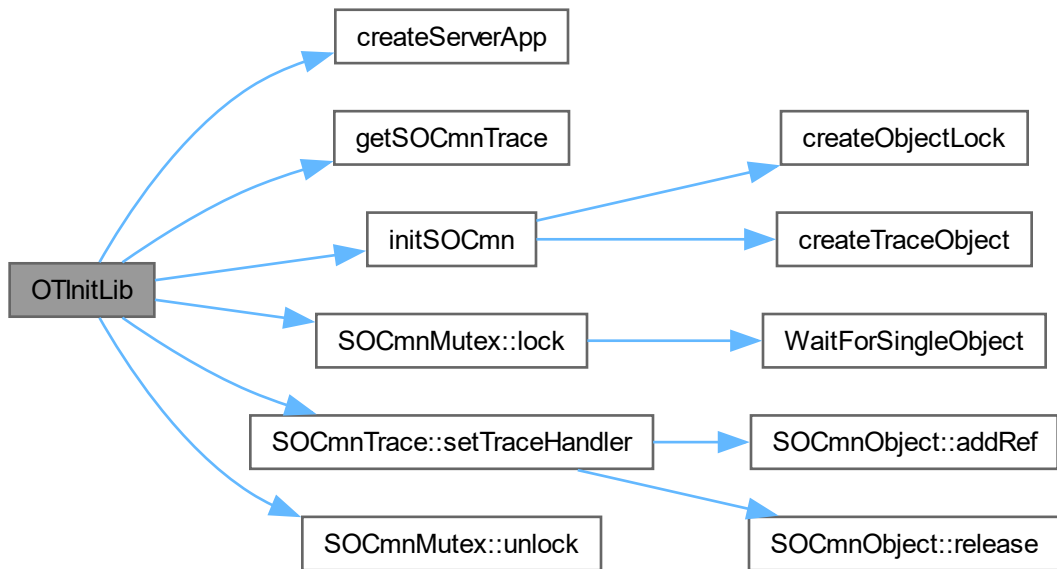 createServerApp
getSOCmnTrace
createObjectLock
initSOCmn
createTraceObject
OTInitLib
SOCmnMutex::lock
WaitForSingleObject
SOCmnTrace::setTraceHandler
SOCmnObject::addRef
SOCmnMutex::unlock
SOCmnObject::release